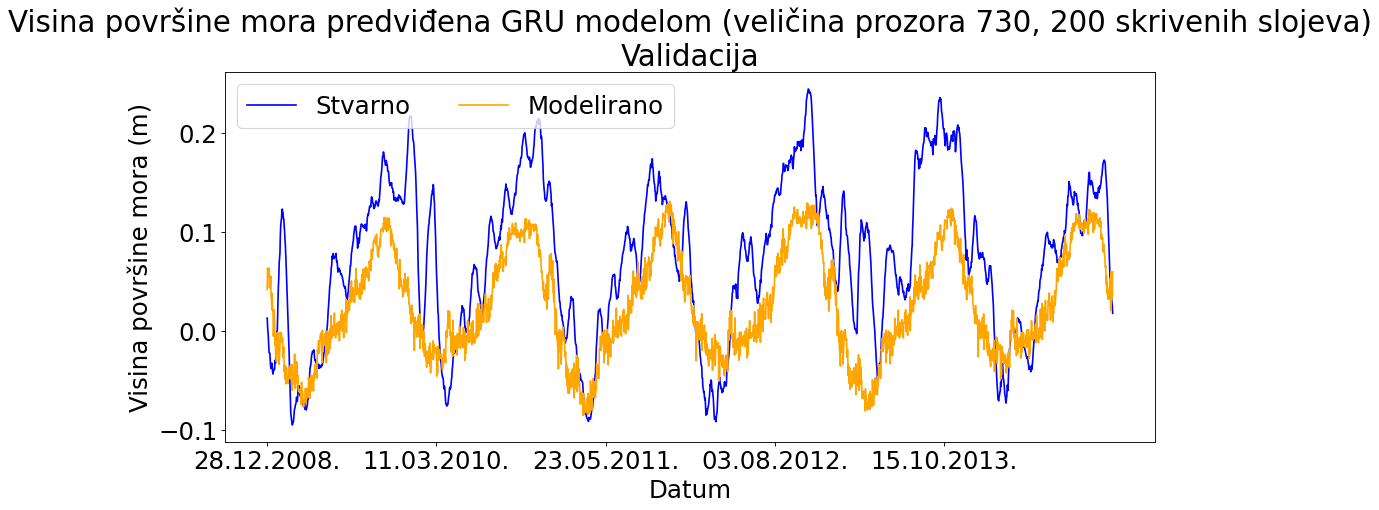 Visina površine mora predviđena GRU modelom (veličina prozora 730, 200 skrivenih slojeva)
Validacija
Stvarno Modelirano
Visina površine mora (m)
0.2
0.1
0.0
−0.1
28.12.2008. 11.03.2010. 23.05.2011. 03.08.2012. 15.10.2013.
Datum